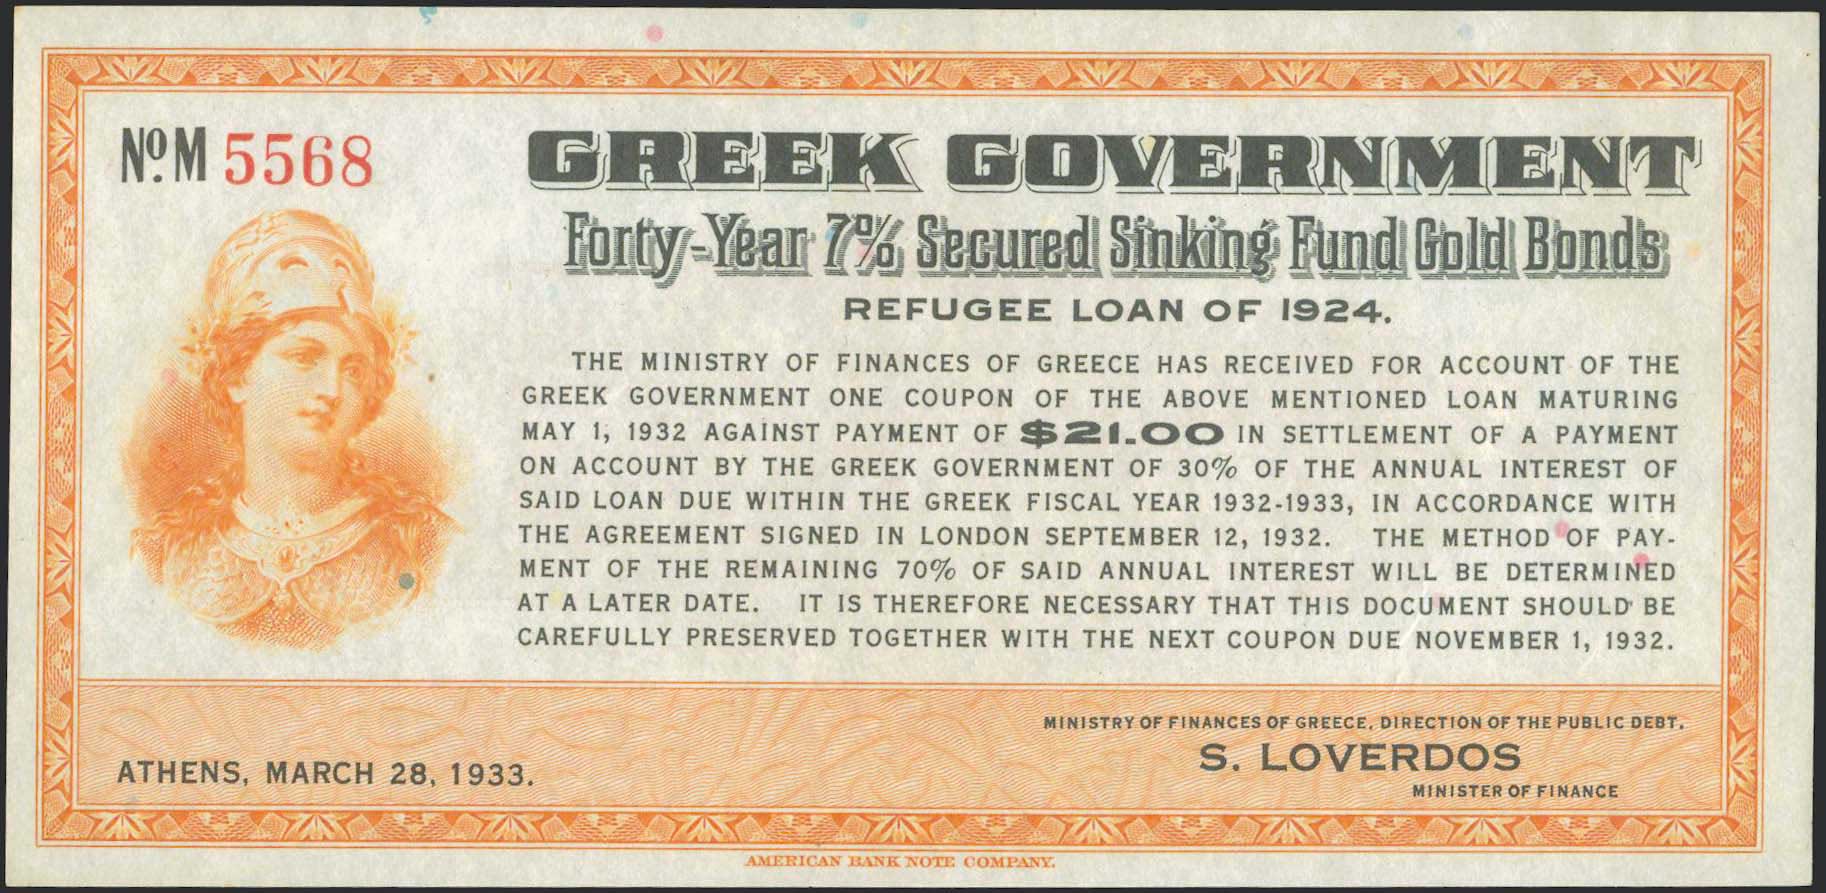 No. M 5568
GREEK GOVERNMENT
Forty-Year 7% Secured Sinking Fund Gold Bonds
REFUGEE LOAN OF 1924.
THE MINISTRY OF FINANCES OF GREECE HAS RECEIVED FOR ACCOUNT OF THE
GREEK GOVERNMENT ONE COUPON OF THE ABOVE MENTIONED LOAN MATURING
MAY 1, 1932 AGAINST PAYMENT OF $21.00 IN SETTLEMENT OF A PAYMENT
ON ACCOUNT BY THE GREEK GOVERNMENT OF 30% OF THE ANNUAL INTEREST OF
SAID LOAN DUE WITHIN THE GREEK FISCAL YEAR 1932-1933, IN ACCORDANCE WITH
THE AGREEMENT SIGNED IN LONDON SEPTEMBER 12, 1932. THE METHOD OF PAY-
MENT OF THE REMAINING 70% OF SAID ANNUAL INTEREST WILL BE DETERMINED
AT A LATER DATE. IT IS THEREFORE NECESSARY THAT THIS DOCUMENT SHOULD BE
CAREFULLY PRESERVED TOGETHER WITH THE NEXT COUPON DUE NOVEMBER 1, 1932.
MINISTRY OF FINANCES OF GREECE, DIRECTION OF THE PUBLIC DEBT.
S. LOVERDOS
MINISTER OF FINANCE
ATHENS, MARCH 28, 1933.
AMERICAN BANK NOTE COMPANY.